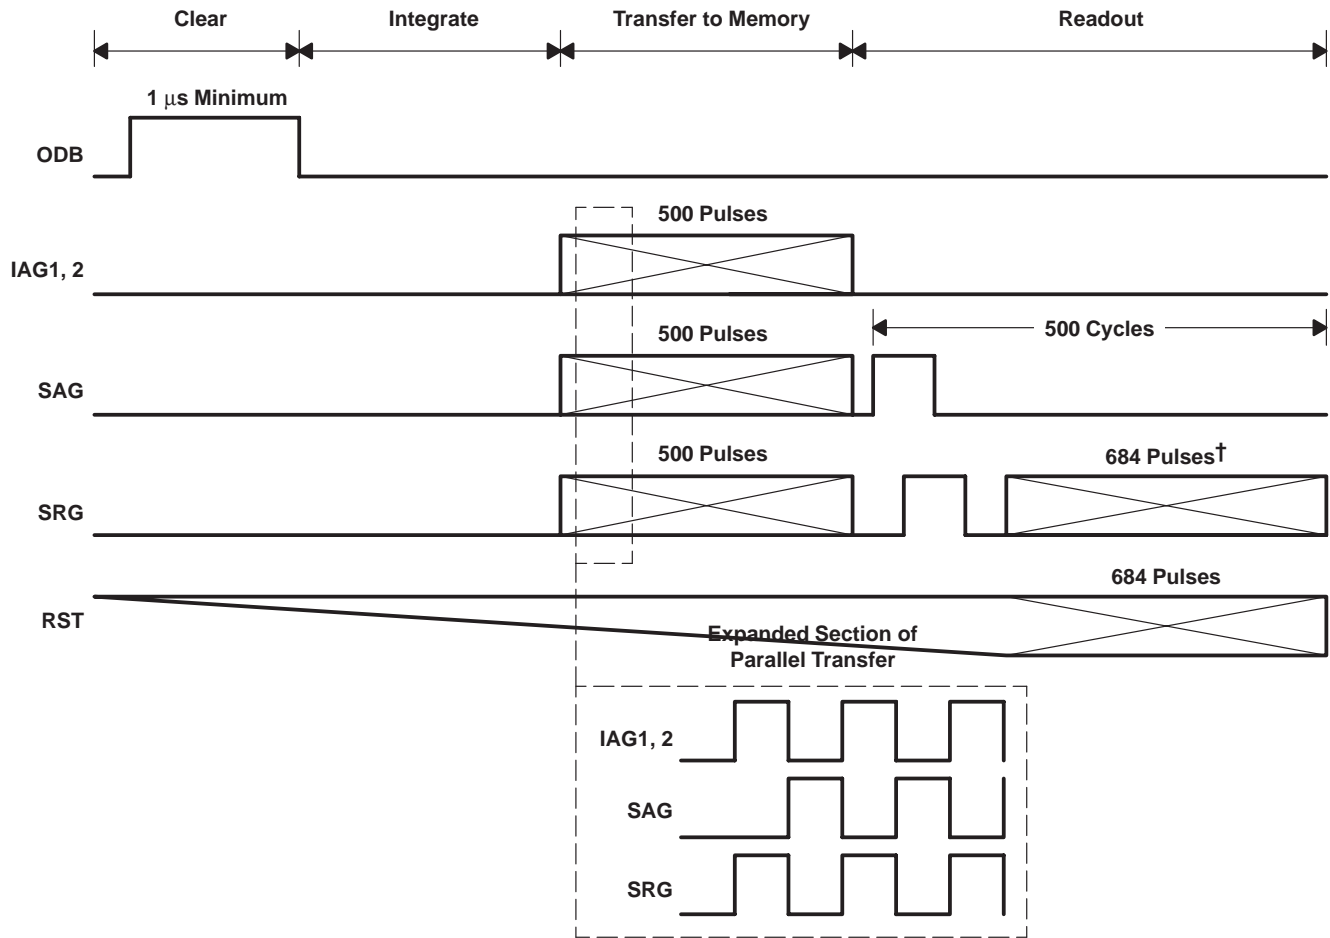 Clear
Integrate
Transfer to Memory
Readout
1 μs Minimum
ODB
500 Pulses
IAG1, 2
500 Cycles
500 Pulses
SAG
500 Pulses
684 Pulses†
SRG
684 Pulses
RST
Expanded Section of
Parallel Transfer
IAG1, 2
SAG
SRG